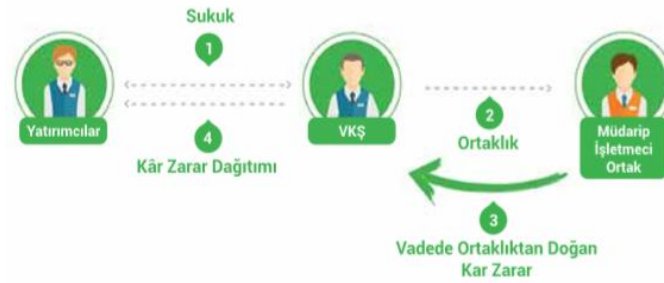 Sukuk
1
Yatırımcılar
VKŞ
4
Kâr Zarar Dağıtımı
2
Ortaklık
Müdarip
İşletmeci
Ortak
3
Vadede Ortaklıktan Doğan
Kar Zarar